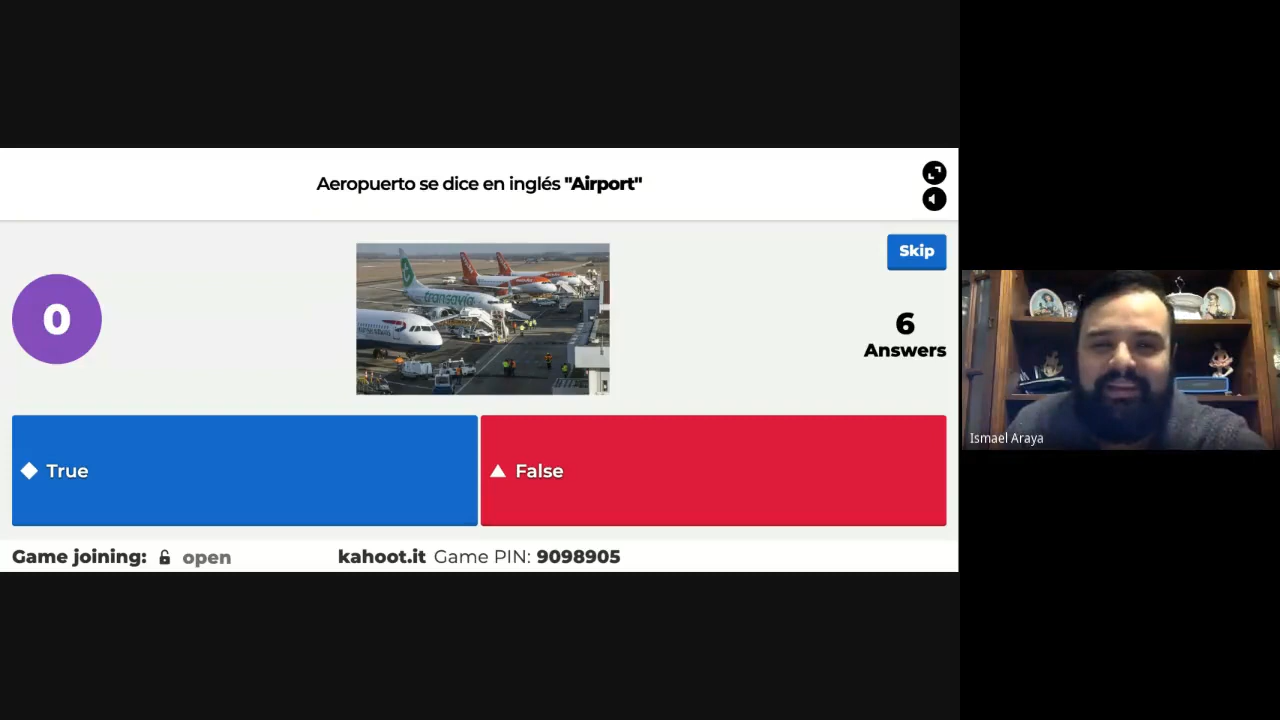 Aeropuerto se dice en inglés "Airport"
Skip
0
transavia
6
Answers
True
False
Ismael Araya
Game joining: open
kahoot.it Game PIN: 9098905